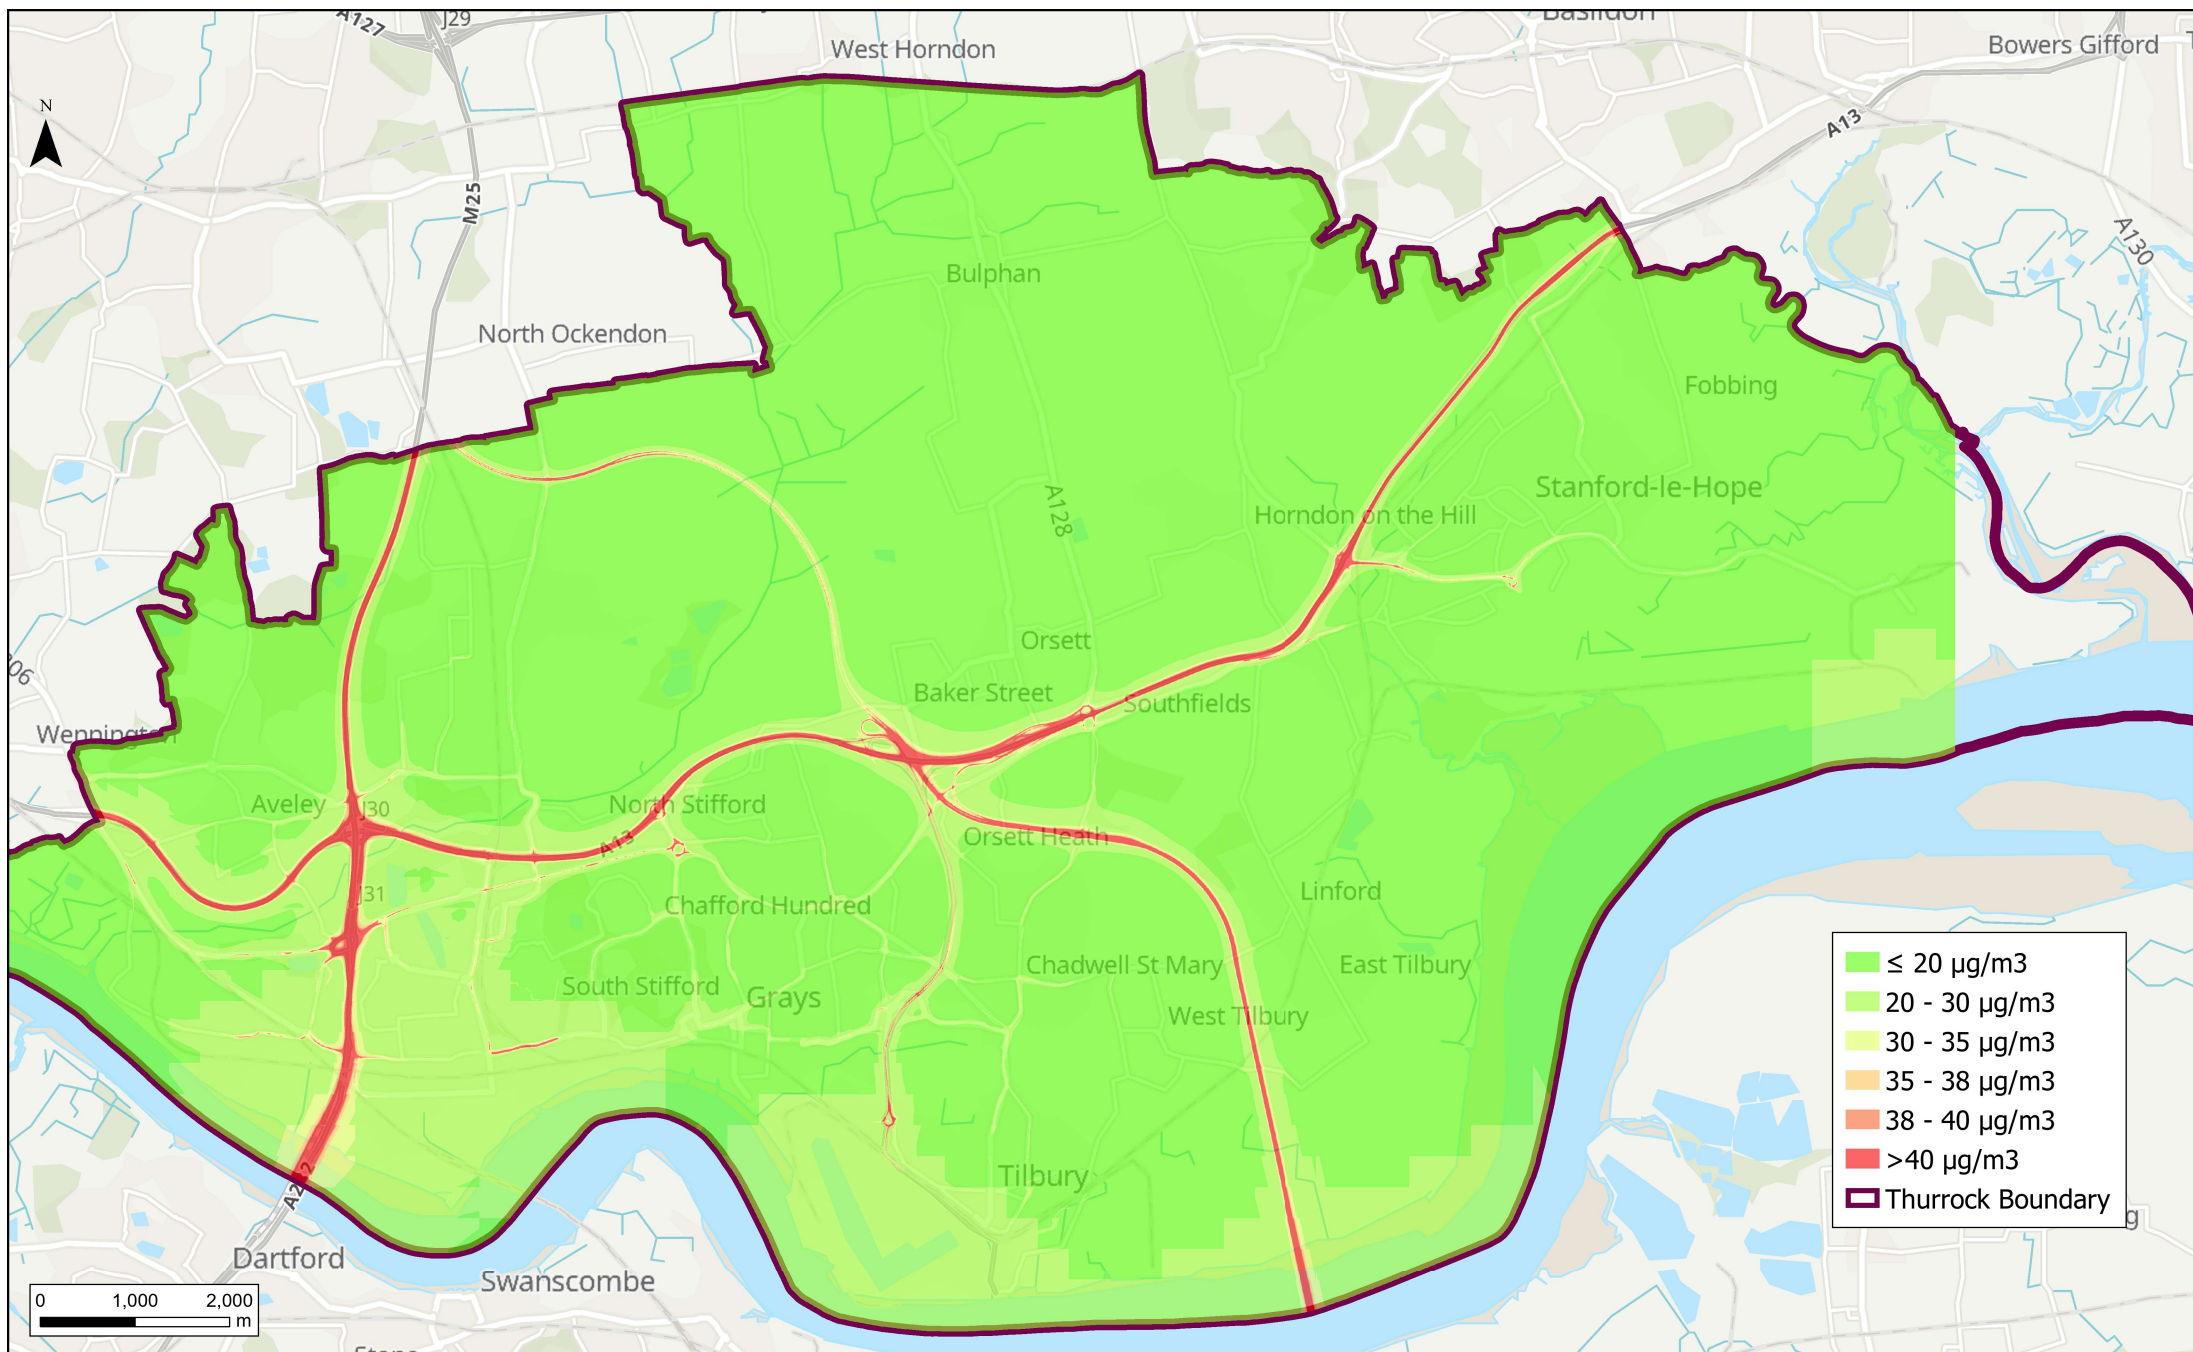 A127
J29
West Horndon
Basildon
Bowers Gifford
N
A13
M25
A130
Bulphan
North Ockendon
Fobbing
A128
Stanford-le-Hope
Horndon on the Hill
Orsett
Baker Street
Southfields
Wennington
Aveley
J30
North Stifford
A13
Orsett Heath
J31
Chafford Hundred
Linford
South Stifford
Grays
Chadwell St Mary
East Tilbury
West Tilbury
Tilbury
Dartford
Swanscombe
≤ 20 µg/m3
20 - 30 µg/m3
30 - 35 µg/m3
35 - 38 µg/m3
38 - 40 µg/m3
>40 µg/m3
Thurrock Boundary
0 1,000 2,000
m